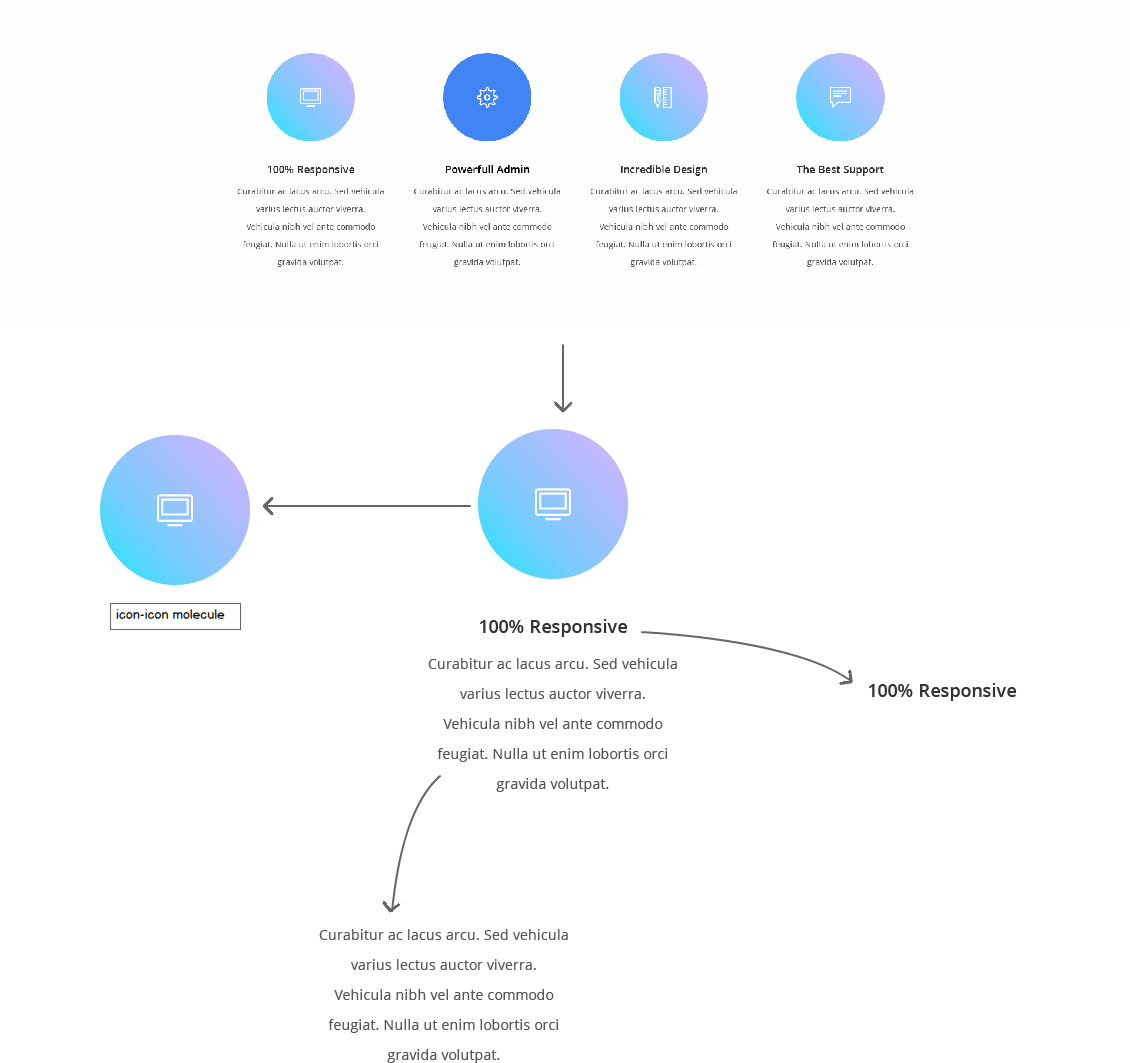 100% Responsive
Curabitur ac lacus arcu. Sed vehicula
varius lectus auctor viverra.
Vehicula nibh vel ante commodo
feugiat. Nulla ut enim lobortis orci
gravida volutpat.
Powerfull Admin
Curabitur ac lacus arcu. Sed vehicula
varius lectus auctor viverra.
Vehicula nibh vel ante commodo
feugiat. Nulla ut enim lobortis orci
gravida volutpat.
Incredible Design
Curabitur ac lacus arcu. Sed vehicula
varius lectus auctor viverra.
Vehicula nibh vel ante commodo
feugiat. Nulla ut enim lobortis orci
gravida volutpat.
The Best Support
Curabitur ac lacus arcu. Sed vehicula
varius lectus auctor viverra.
Vehicula nibh vel ante commodo
feugiat. Nulla ut enim lobortis orci
gravida volutpat.
icon-icon molecule
100% Responsive
Curabitur ac lacus arcu. Sed vehicula
varius lectus auctor viverra.
Vehicula nibh vel ante commodo
feugiat. Nulla ut enim lobortis orci
gravida volutpat.
100% Responsive
Curabitur ac lacus arcu. Sed vehicula
varius lectus auctor viverra.
Vehicula nibh vel ante commodo
feugiat. Nulla ut enim lobortis orci
gravida volutpat.